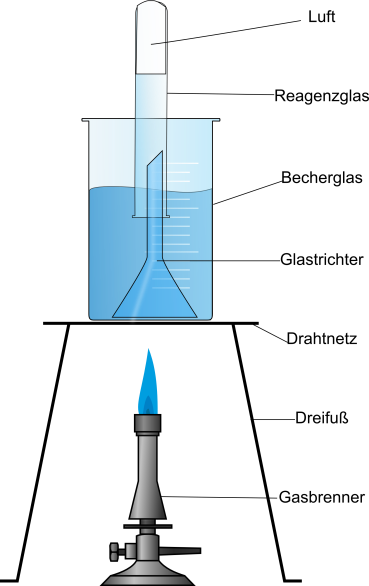 Luft
Reagenzglas
Becherglas
Glastrichter
Drahtnetz
Dreifuß
Gasbrenner